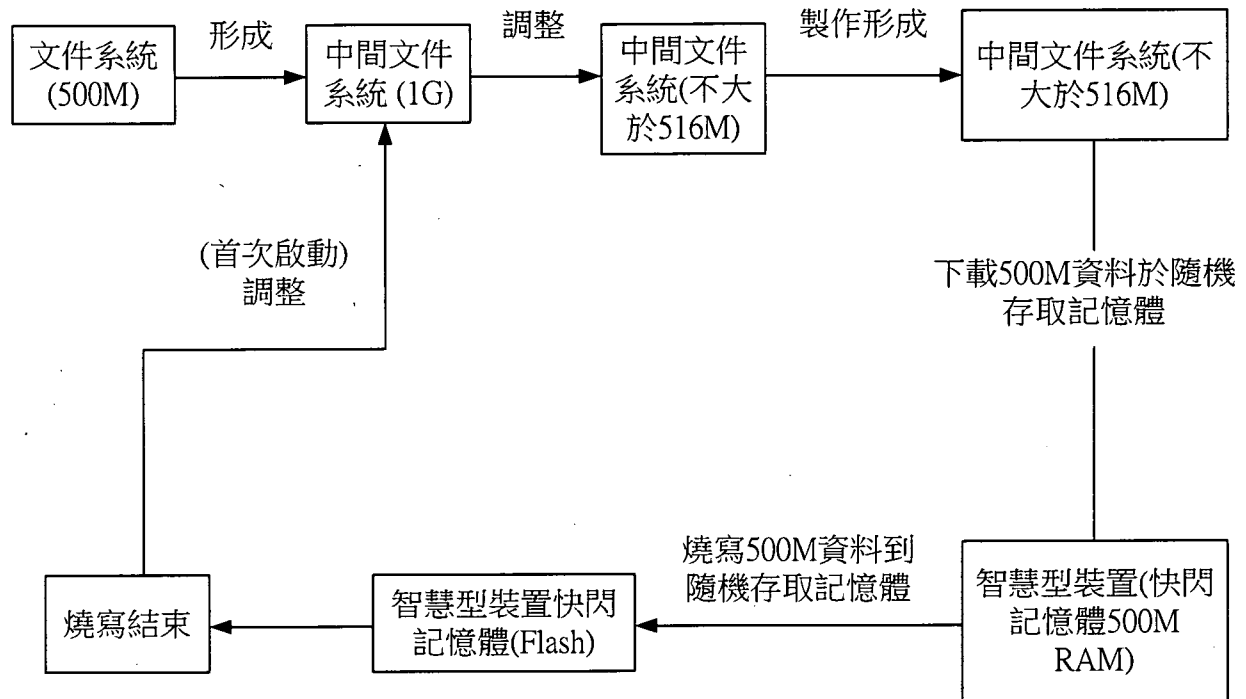 文件系統
(500M)
形成
中間文件
系統 (1G)
調整
中間文件
系統(不大
於516M)
製作形成
中間文件系統(不
大於516M)
(首次啟動)
調整
下載500M資料於隨機
存取記憶體
燒寫結束
智慧型裝置快閃
記憶體(Flash)
燒寫500M資料到
隨機存取記憶體
智慧型裝置(快閃
記憶體500M
RAM)